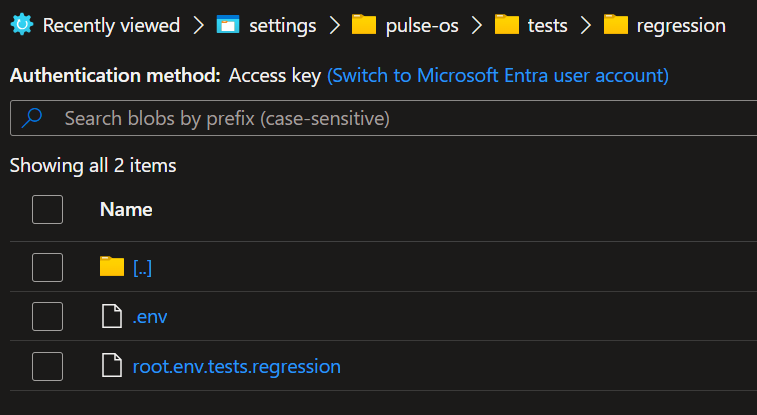 Recently viewed > settings > pulse-os > tests > regression
Authentication method: Access key (Switch to Microsoft Entra user account)
Search blobs by prefix (case-sensitive)
Showing all 2 items
Name
[..]
.env
root.env.tests.regression